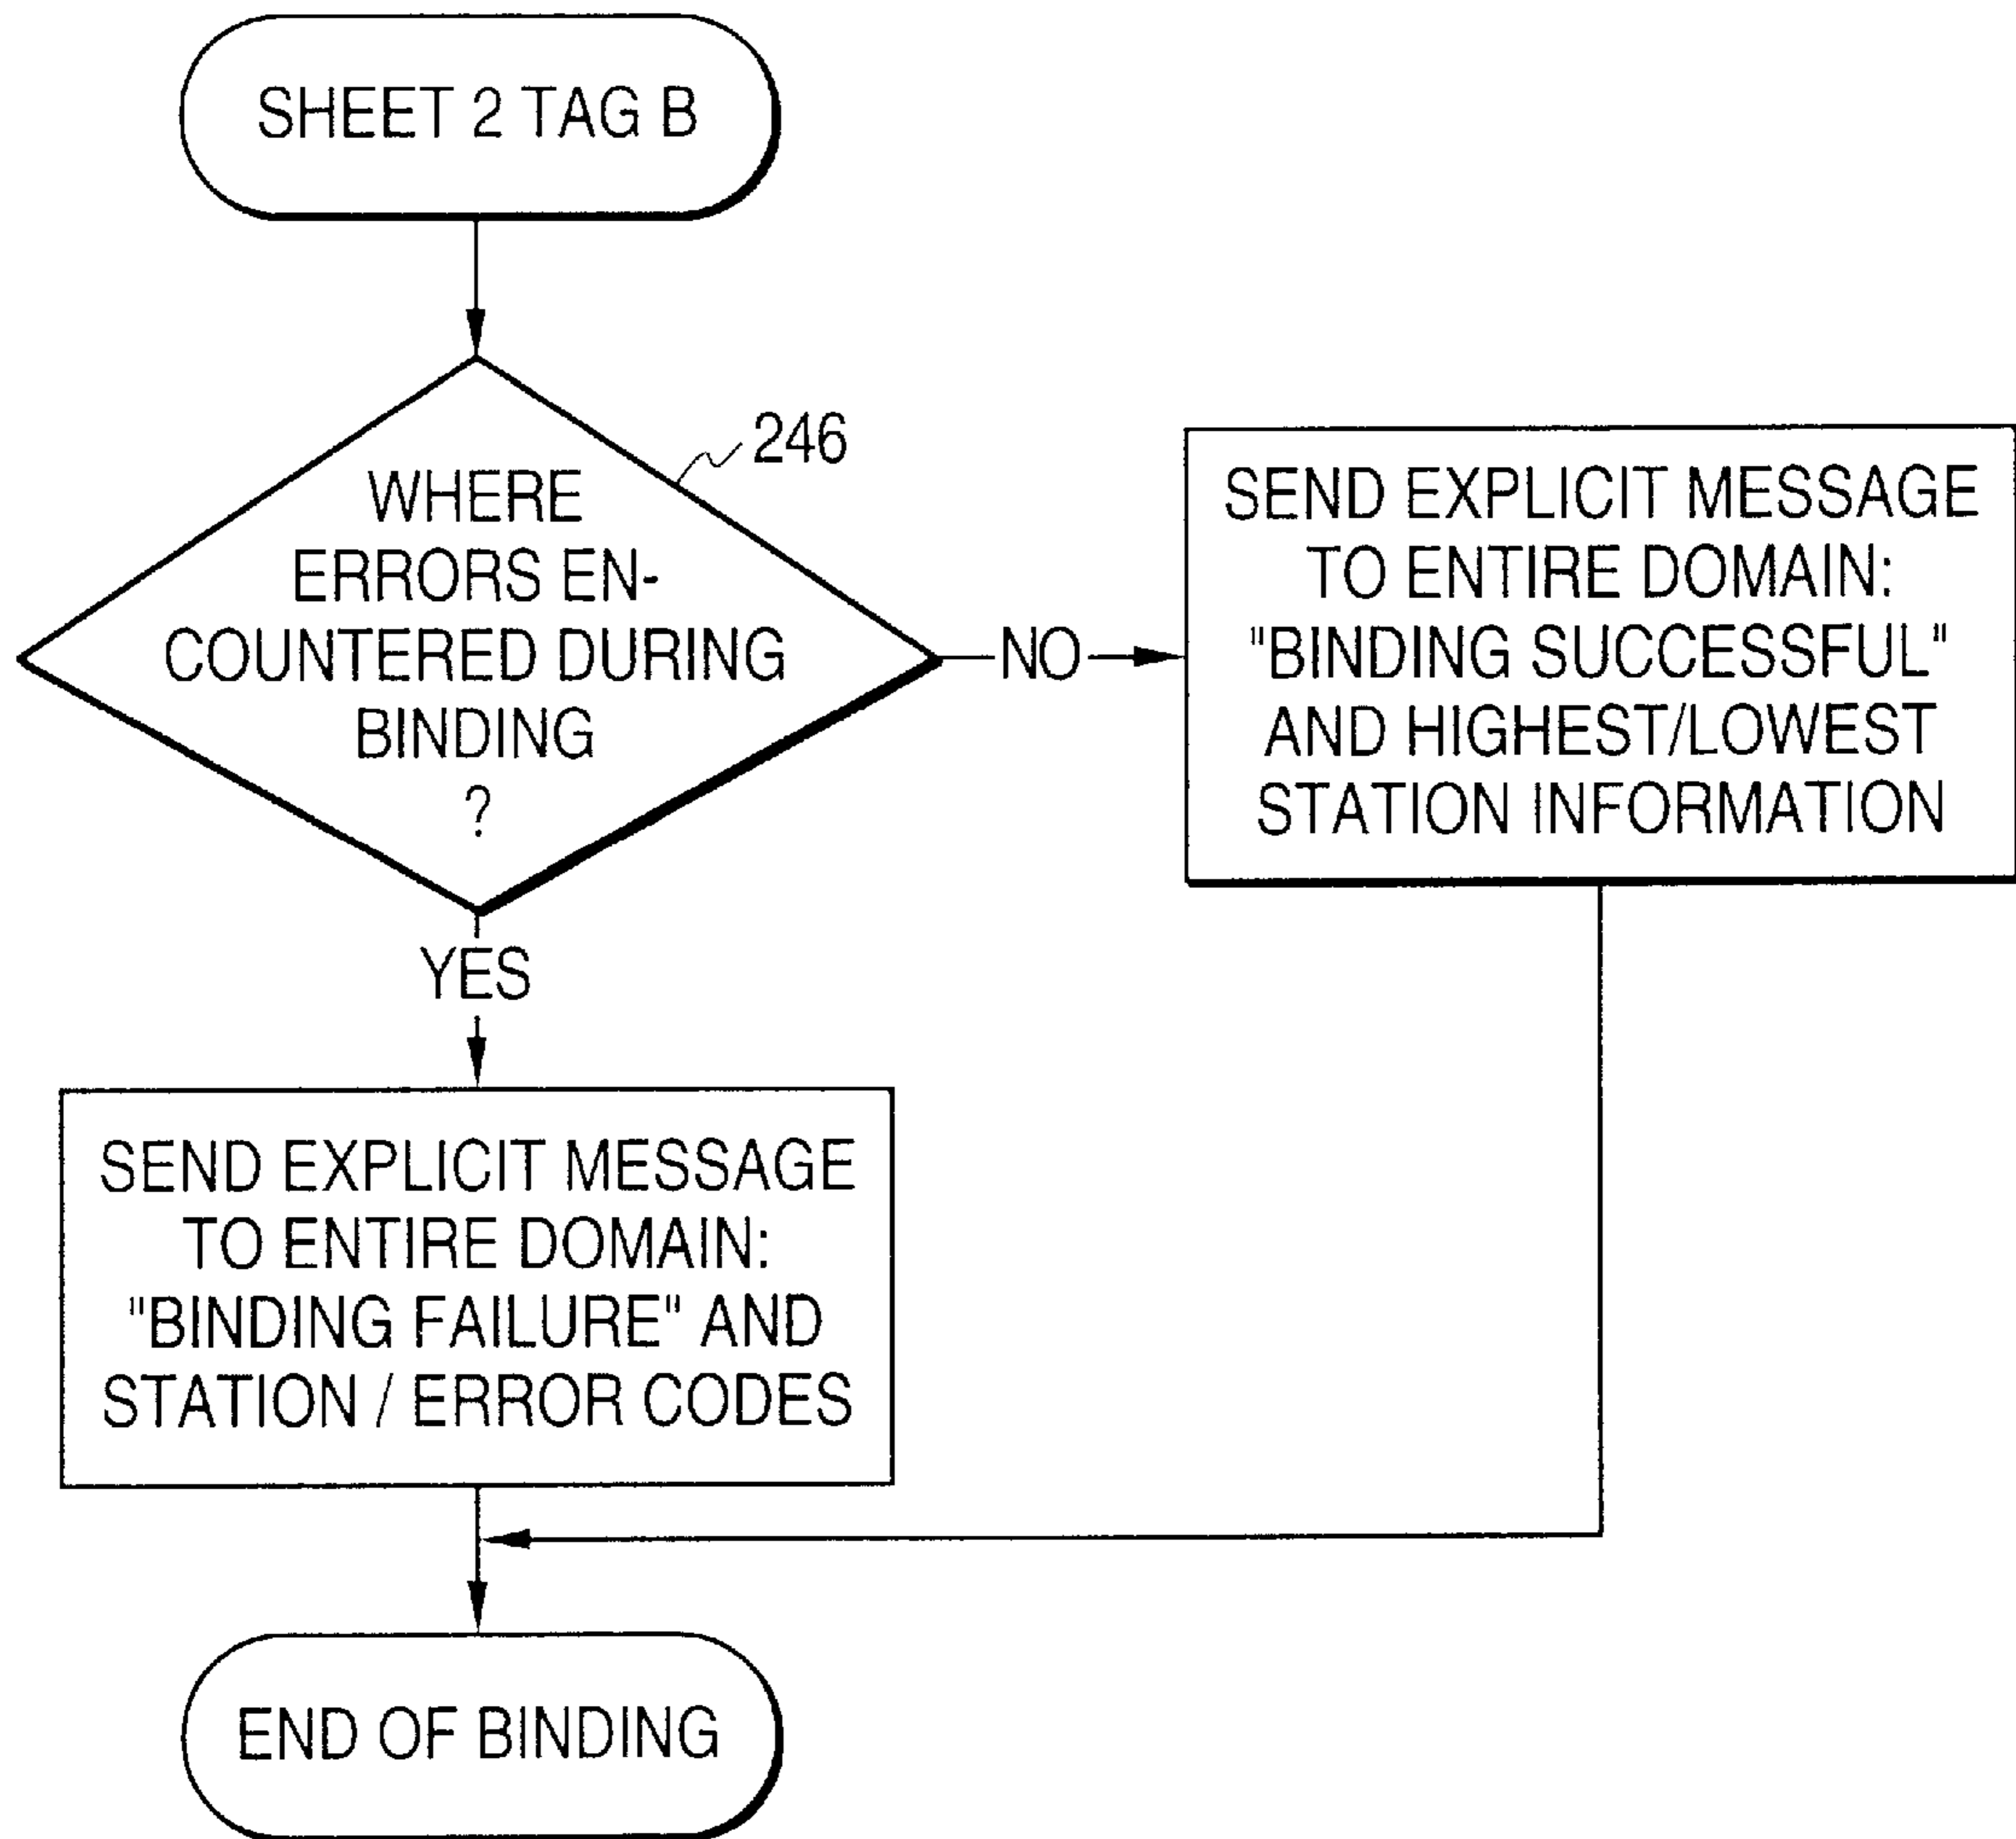 SHEET 2 TAG B
246
WHERE
ERRORS EN-
COUNTERED DURING
BINDING
?
NO
SEND EXPLICIT MESSAGE
TO ENTIRE DOMAIN:
"BINDING SUCCESSFUL"
AND HIGHEST/LOWEST
STATION INFORMATION
YES
SEND EXPLICIT MESSAGE
TO ENTIRE DOMAIN:
"BINDING FAILURE" AND
STATION / ERROR CODES
END OF BINDING